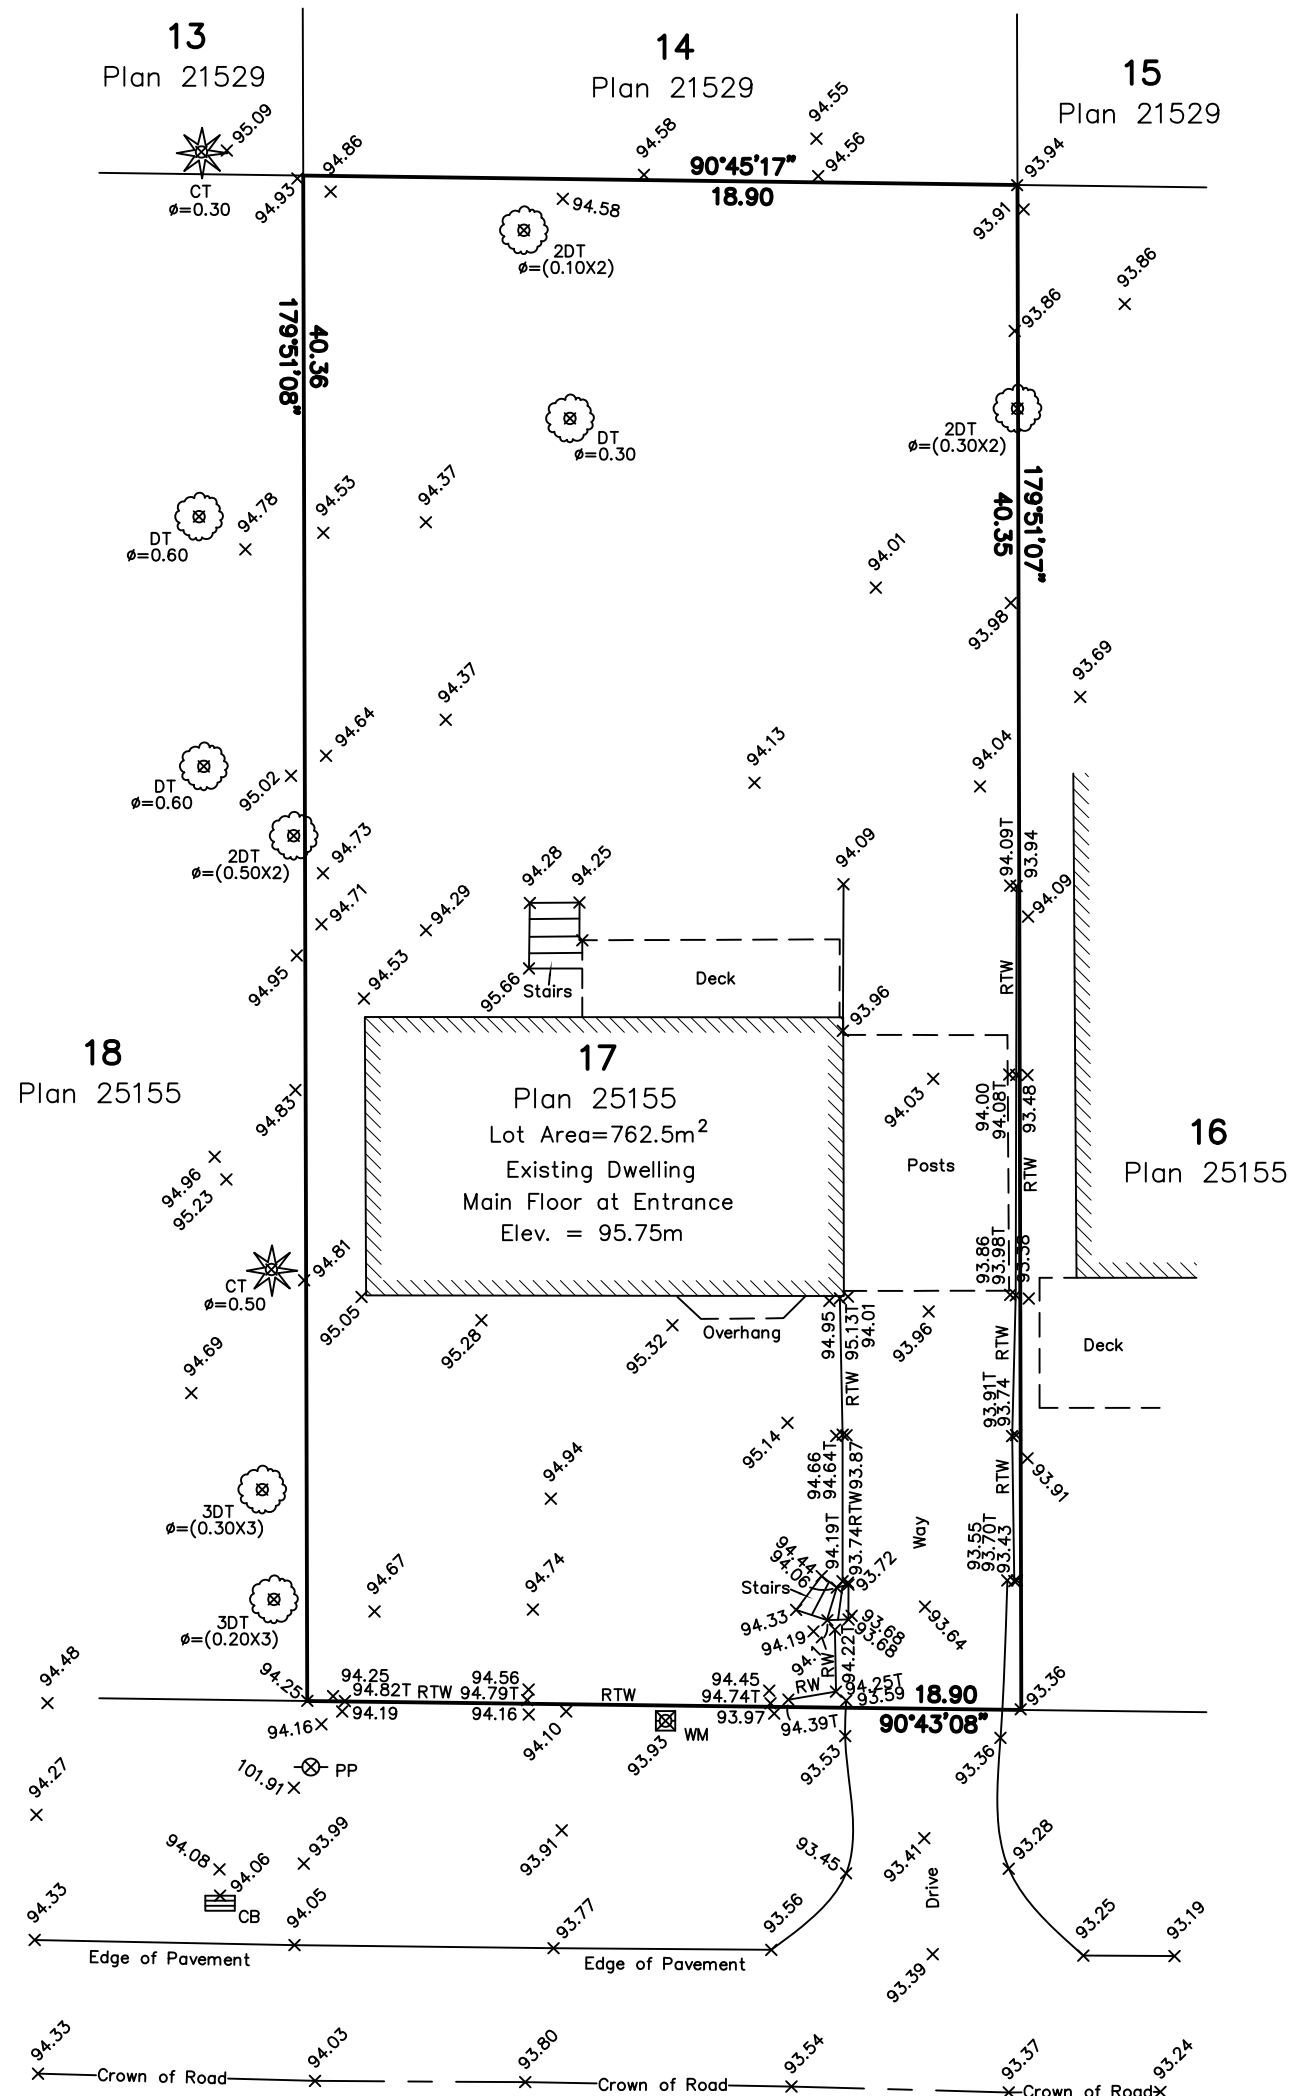 13
Plan 21529
14
Plan 21529
15
Plan 21529
95.09
94.86
94.58
94.55
94.56
93.94
90°45'17"
18.90
CT
ø=0.30
94.93
94.58
93.91
2DT
ø=(0.10X2)
93.86
93.86
40.36
179°51'08"
DT
ø=0.30
2DT
ø=(0.30X2)
179°51'07"
40.35
94.78
94.53
94.37
DT
ø=0.60
94.01
93.98
93.69
94.37
94.64
94.13
94.04
95.02
DT
ø=0.60
2DT
ø=(0.50X2)
94.73
94.09T
93.94
94.09
94.28
94.25
94.71
94.29
94.09
94.95
94.53
95.66
Stairs
Deck
RTW
93.96
18
Plan 25155
17
Plan 25155
Lot Area=762.5m²
Existing Dwelling
Main Floor at Entrance
Elev. = 95.75m
94.83
94.03
94.00
94.08T
93.48
16
Plan 25155
Posts
RTW
94.96
95.23
94.81
CT
ø=0.50
93.86
93.98T
95.05
95.28
95.32
Overhang
94.95
95.13T
94.01
93.96
RTW
Deck
94.69
RTW
93.91T
93.74
95.14
94.94
94.66
94.64T
93.87
RTW
93.91
3DT
ø=(0.30X3)
94.19T
93.74
RTW
Way
93.55
93.70T
93.43
94.44
94.06
93.72
94.67
94.74
Stairs
94.33
93.68
93.68
93.64
3DT
ø=(0.20X3)
94.19
RW
94.22T
94.48
94.25
94.25
94.82T
RTW
94.56
94.79T
RTW
94.45
94.74T
RW
94.25T
93.59
18.90
93.36
94.16
94.19
94.16
94.10
93.97
94.39T
90°43'08"
93.93
WM
93.53
93.36
94.27
101.91
PP
94.08
93.99
93.91
93.45
93.41
93.28
94.06
CB
Drive
94.33
94.05
93.77
93.56
93.25
93.19
Edge of Pavement
Edge of Pavement
93.39
94.33
94.03
93.80
93.54
93.37
93.24
Crown of Road
Crown of Road
Crown of Road